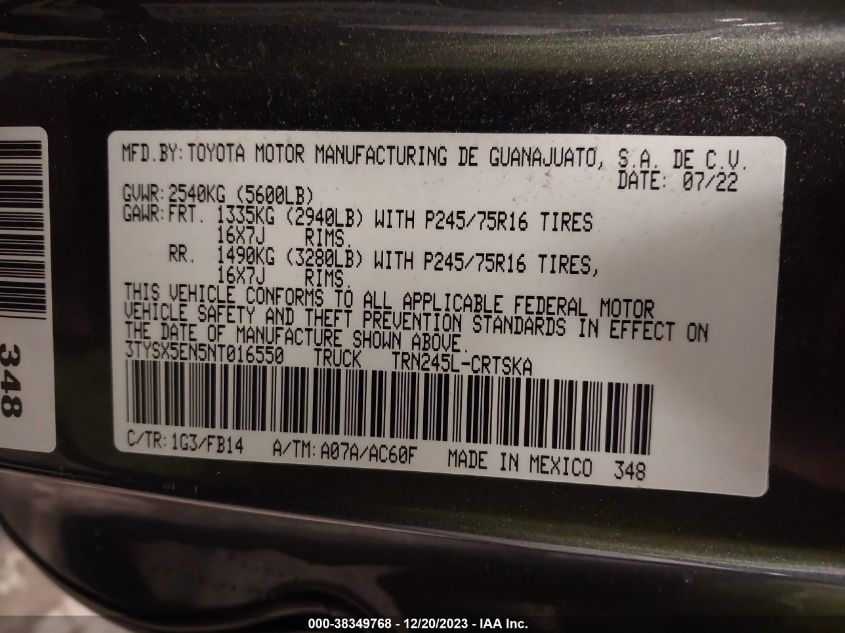 MFD.BY:TOYOTA MOTOR MANUFACTURING DE GUANAJUATO, S.A. DE C.V.
DATE: 07/22
GVWR:2540KG (5600LB)
GAWR:FRT. 1335KG (2940LB) WITH P245/75R16 TIRES
16X7J RIMS.
RR. 1490KG (3280LB) WITH P245/75R16 TIRES,
16X7J RIMS.
THIS VEHICLE CONFORMS TO ALL APPLICABLE FEDERAL MOTOR
VEHICLE SAFETY AND THEFT PREVENTION STANDARDS IN EFFECT ON
THE DATE OF MANUFACTURE SHOWN ABOVE.
3TYSX5EN5NT016550 TRUCK TRN245L-CRTSKA
C/TR:1G3/FB14 A/TM:A07A/AC60F MADE IN MEXICO 348
348
000-38349768 - 12/20/2023 - IAA Inc.